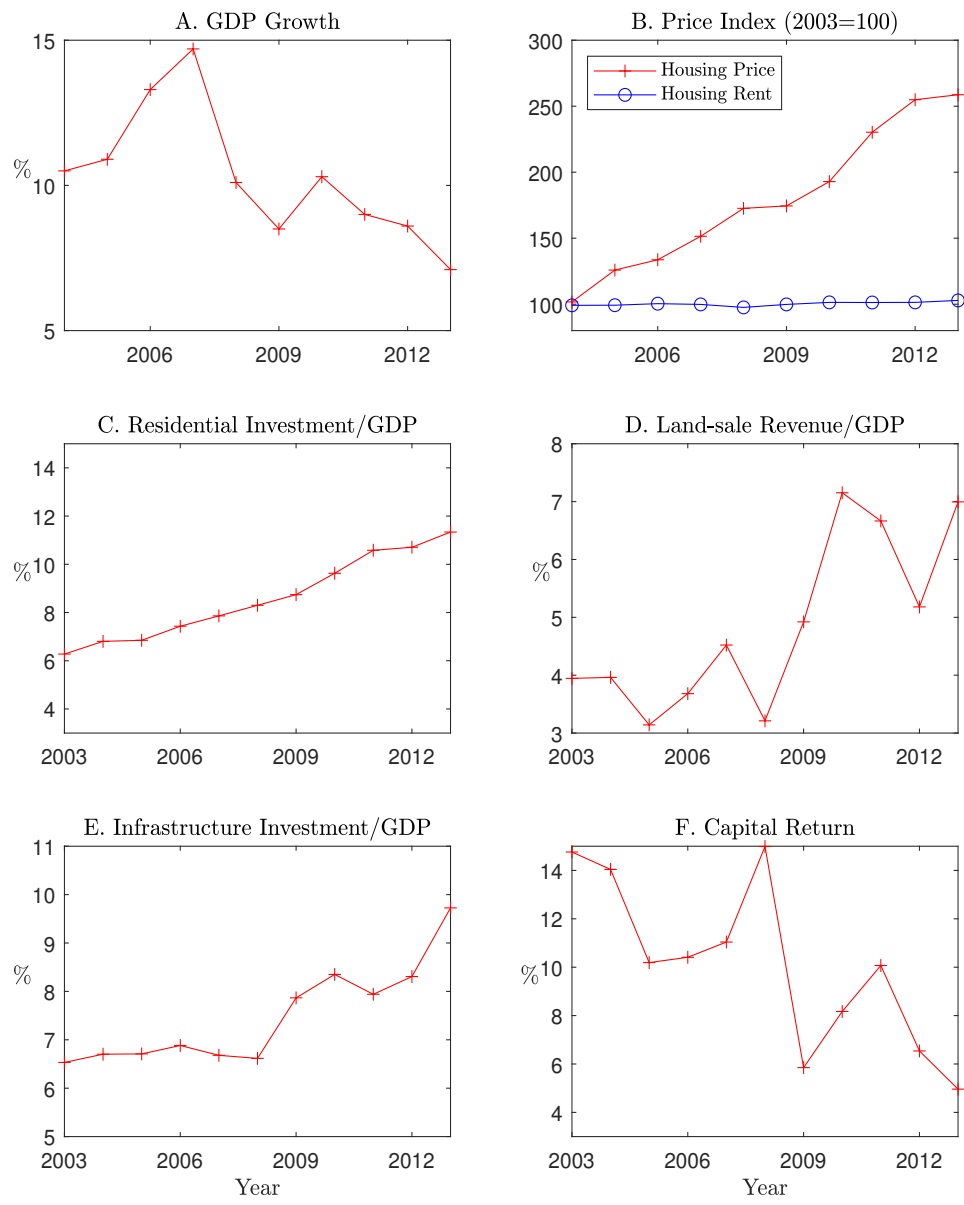 A. GDP Growth
15
10
5
%
2006 2009 2012
B. Price Index (2003=100)
300
250
200
150
100
Housing Price
Housing Rent
2006 2009 2012
C. Residential Investment/GDP
14
12
10
8
6
4
%
2003 2006 2009 2012
D. Land-sale Revenue/GDP
8
7
6
5
4
3
%
2003 2006 2009 2012
E. Infrastructure Investment/GDP
11
10
9
8
7
6
5
%
2003 2006 2009 2012
Year
F. Capital Return
14
12
10
8
6
4
%
2003 2006 2009 2012
Year